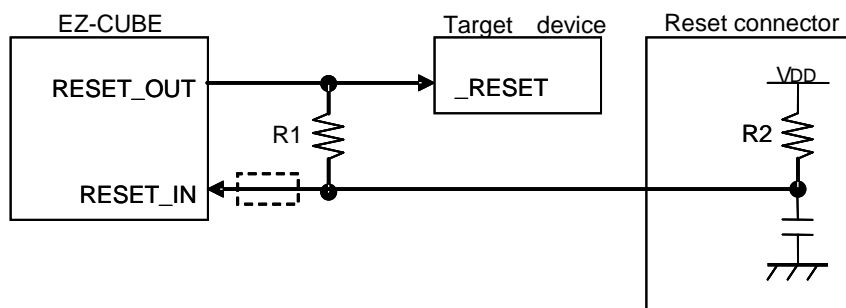 EZ-CUBE
Target device
Reset connector
RESET_OUT
_RESET
VDD
R1
R2
RESET_IN